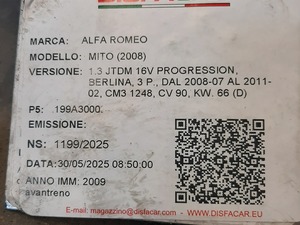 DISFACAR
MARCA: ALFA ROMEO
MODELLO: MITO (2008)
VERSIONE: 1.3 JTDM 16V PROGRESSION,
BERLINA, 3 P., DAL 2008-07 AL 2011-
02, CM3 1248, CV 90, KW. 66 (D)
P5: 199A3000
EMISSIONE:
NS: 1199/2025
DATA:30/05/2025 08:50:00
ANNO IMM: 2009
avantreno
E-mail: magazzino@disfacar.com - www.DISFACAR.EU